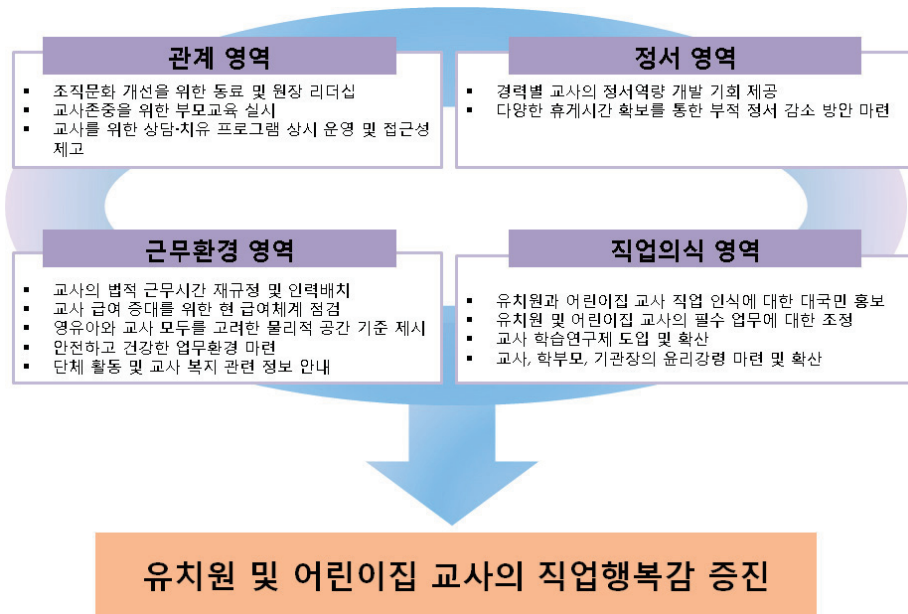 관계 영역
▪ 조직문화 개선을 위한 동료 및 원장 리더십
▪ 교사존중을 위한 부모교육 실시
▪ 교사를 위한 상담·치유 프로그램 상시 운영 및 접근성
제고
정서 영역
▪ 경력별 교사의 정서역량 개발 기회 제공
▪ 다양한 휴게시간 확보를 통한 부적 정서 감소 방안 마련
근무환경 영역
▪ 교사의 법적 근무시간 재규정 및 인력배치
▪ 교사 급여 증대를 위한 현 급여체계 점검
▪ 영유아와 교사 모두를 고려한 물리적 공간 기준 제시
▪ 안전하고 건강한 업무환경 마련
▪ 단체 활동 및 교사 복지 관련 정보 안내
직업의식 영역
▪ 유치원과 어린이집 교사 직업 인식에 대한 대국민 홍보
▪ 유치원 및 어린이집 교사의 필수 업무에 대한 조정
▪ 교사 학습연구제 도입 및 확산
▪ 교사, 학부모, 기관장의 윤리강령 마련 및 확산
유치원 및 어린이집 교사의 직업행복감 증진